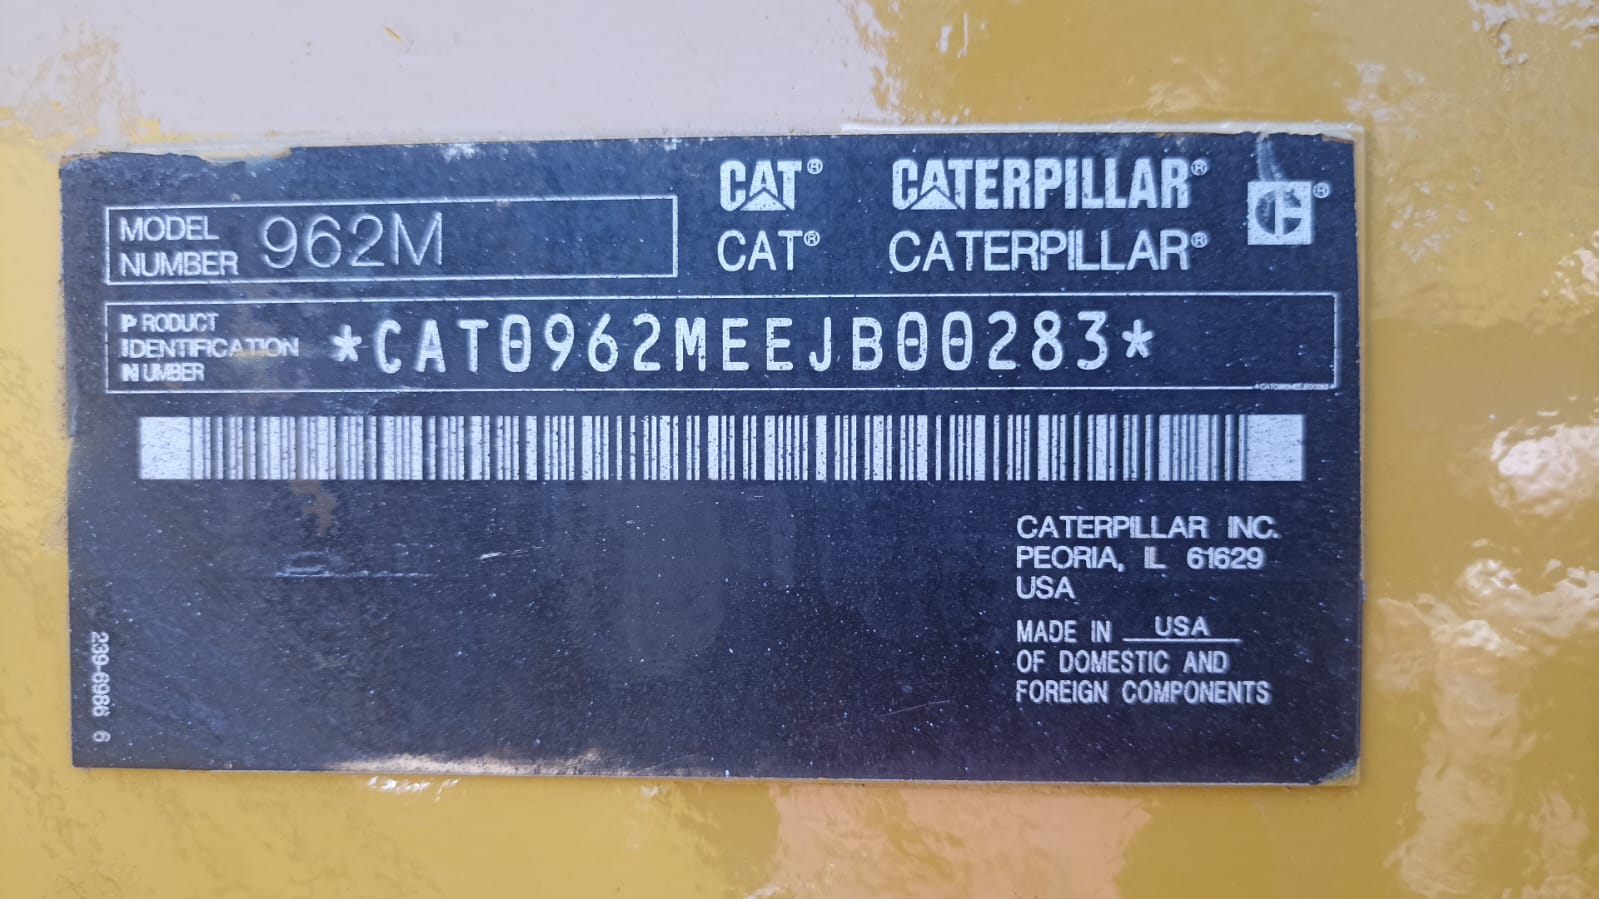 MODEL NUMBER 962M
CAT® CATERPILLAR® C®
CAT® CATERPILLAR®
PRODUCT IDENTIFICATION NUMBER *CAT0962MEEJB00283*
CATERPILLAR INC.
PEORIA, IL 61629
USA
MADE IN USA
OF DOMESTIC AND
FOREIGN COMPONENTS
239-6986 6